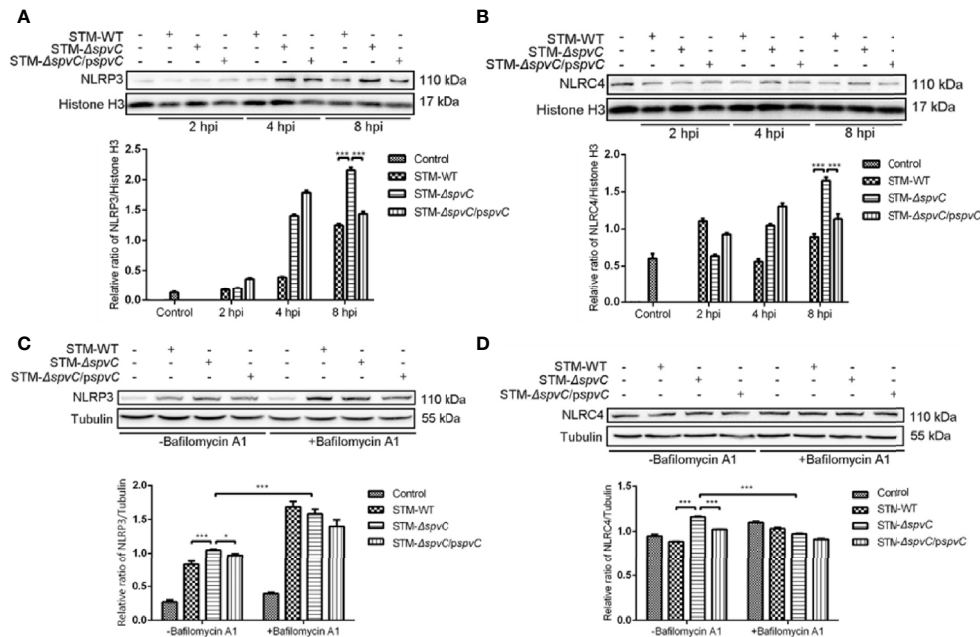 A
STM-WT - + - - + - - + - -
STM-ΔspvC - - + - - + - - + -
STM-ΔspvC/pspvC - - - + - - + - - +
NLRP3 110 kDa
Histone H3 17 kDa
2 hpi 4 hpi 8 hpi
Relative ratio of NLRP3/Histone H3
2.5
2.0
1.5
1.0
0.5
0.0
*** ***
Control
STM-WT
STM-ΔspvC
STM-ΔspvC/pspvC
Control 2 hpi 4 hpi 8 hpi
B
STM-WT - + - - + - - + - -
STM-ΔspvC - - + - - + - - + -
STM-ΔspvC/pspvC - - - + - - + - - +
NLRC4 110 kDa
Histone H3 17 kDa
2 hpi 4 hpi 8 hpi
Relative ratio of NLRC4/Histone H3
2.0
1.5
1.0
0.5
0.0
*** ***
Control
STM-WT
STM-ΔspvC
STM-ΔspvC/pspvC
Control 2 hpi 4 hpi 8 hpi
C
STM-WT - + - - - + - -
STM-ΔspvC - - + - - - + -
STM-ΔspvC/pspvC - - - + - - - +
NLRP3 110 kDa
Tubulin 55 kDa
-Bafilomycin A1 +Bafilomycin A1
Relative ratio of NLRP3/Tubulin
2.0
1.5
1.0
0.5
0.0
***
*** *
Control
STM-WT
STM-ΔspvC
STM-ΔspvC/pspvC
-Bafilomycin A1 +Bafilomycin A1
D
STM-WT - + - - - + - -
STM-ΔspvC - - + - - - + -
STM-ΔspvC/pspvC - - - + - - - +
NLRC4 110 kDa
Tubulin 55 kDa
-Bafilomycin A1 +Bafilomycin A1
Relative ratio of NLRC4/Tubulin
1.5
1.0
0.5
0.0
***
*** ***
Control
STN-WT
STN-ΔspvC
STM-ΔspvC/pspvC
-Bafilomycin A1 +Bafilomycin A1